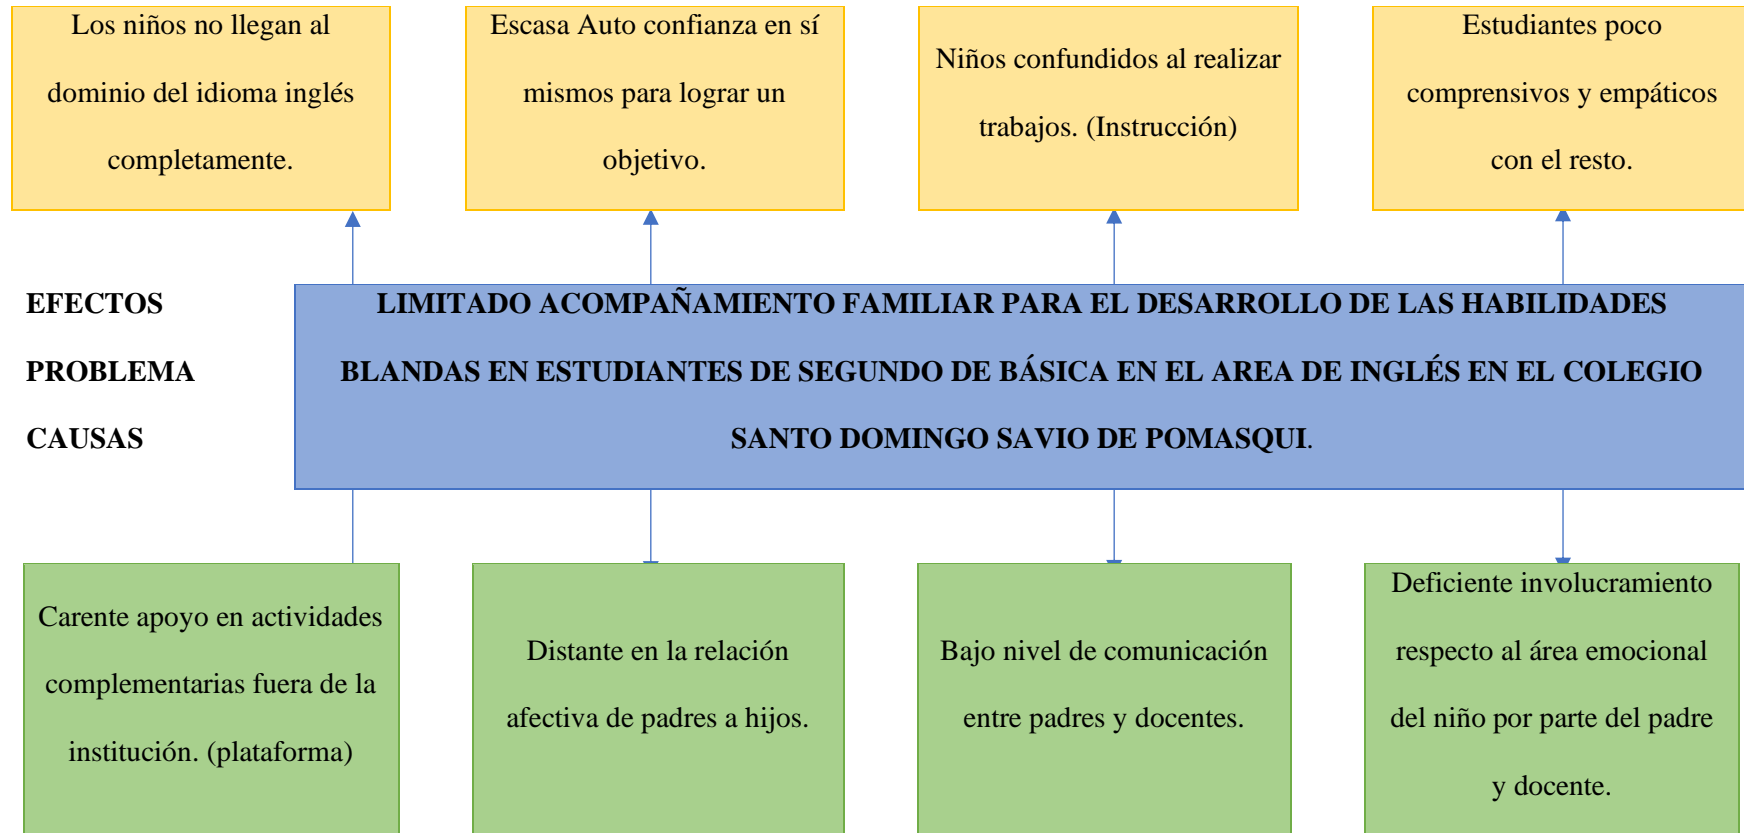 Los niños no llegan al
dominio del idioma inglés
completamente.
Escasa Auto confianza en sí
mismos para lograr un
objetivo.
Niños confundidos al realizar
trabajos. (Instrucción)
Estudiantes poco
comprensivos y empáticos
con el resto.
EFECTOS
PROBLEMA
CAUSAS
LIMITADO ACOMPAÑAMIENTO FAMILIAR PARA EL DESARROLLO DE LAS HABILIDADES
BLANDAS EN ESTUDIANTES DE SEGUNDO DE BÁSICA EN EL AREA DE INGLÉS EN EL COLEGIO
SANTO DOMINGO SAVIO DE POMASQUI.
Carente apoyo en actividades
complementarias fuera de la
institución. (plataforma)
Distante en la relación
afectiva de padres a hijos.
Bajo nivel de comunicación
entre padres y docentes.
Deficiente involucramiento
respecto al área emocional
del niño por parte del padre
y docente.